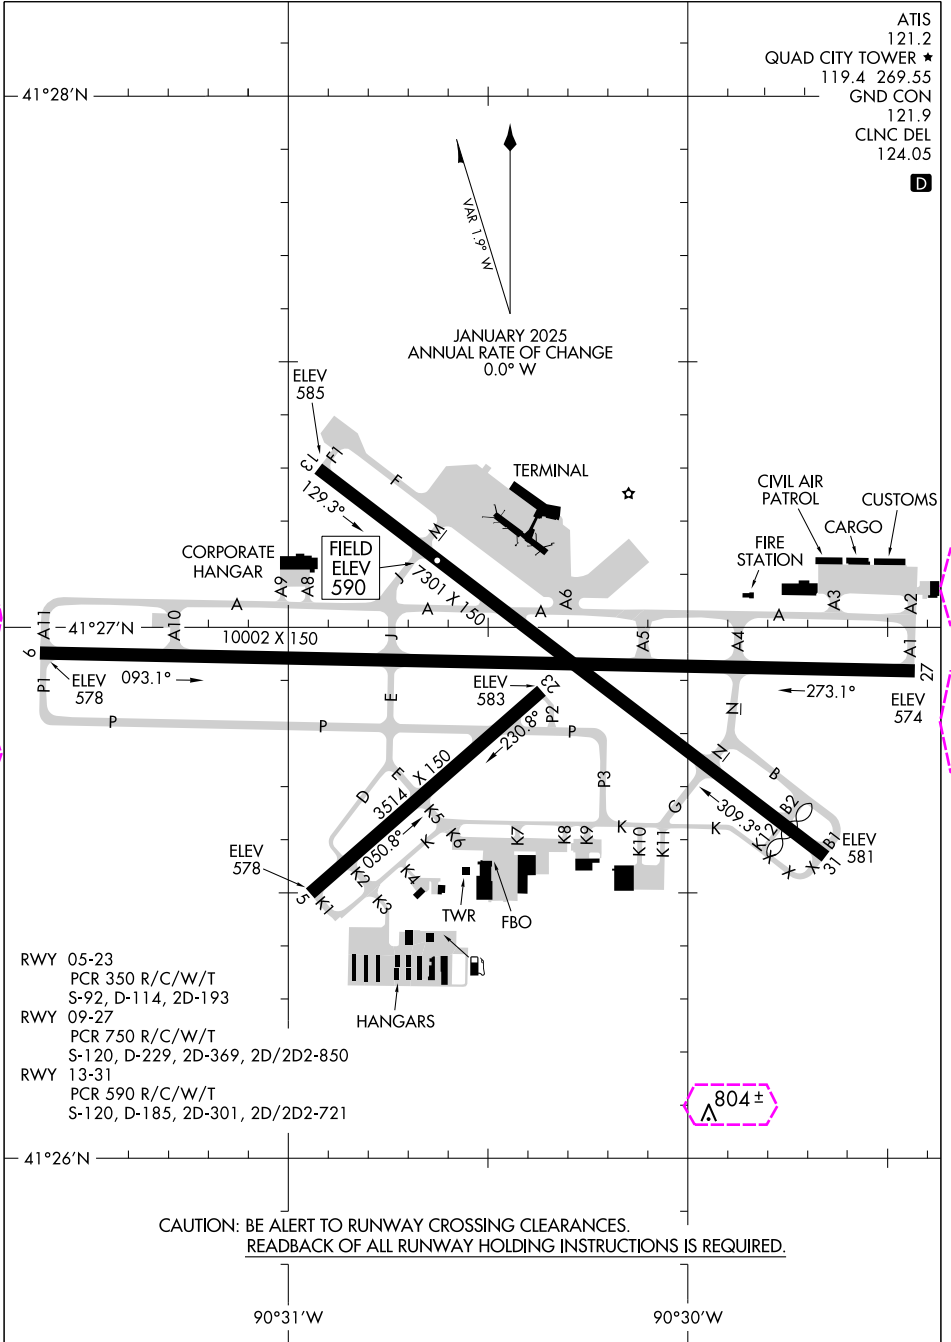 ATIS
121.2
QUAD CITY TOWER ★
119.4 269.55
GND CON
121.9
CLNC DEL
124.05
D
41°28'N
VAR 1.9° W
JANUARY 2025
ANNUAL RATE OF CHANGE
0.0° W
ELEV
585
13
F1
F
129.3°
TERMINAL
CIVIL AIR
PATROL
CUSTOMS
CARGO
FIRE
STATION
CORPORATE
HANGAR
FIELD
ELEV
590
M
J
7301 X 150
A9
A8
A
A
A
A6
A
A3
A2
A11
41°27'N
A10
10002 X 150
J
A5
A4
A1
9
27
P1
ELEV
578
093.1°
ELEV
583
23
273.1°
ELEV
574
E
P2
N
P
P
230.8°
P
N
B
3514 X 150
P3
D
E
G
309.3°
B2
K5
K
K6
K7
K8
K9
K
K10
K11
K
K12
B1
ELEV
581
31
X
X
X
ELEV
578
050.8°
K2
K4
5
K1
K3
TWR
FBO
HANGARS
RWY 05-23
PCR 350 R/C/W/T
S-92, D-114, 2D-193
RWY 09-27
PCR 750 R/C/W/T
S-120, D-229, 2D-369, 2D/2D2-850
RWY 13-31
PCR 590 R/C/W/T
S-120, D-185, 2D-301, 2D/2D2-721
804 ±
41°26'N
CAUTION: BE ALERT TO RUNWAY CROSSING CLEARANCES.
READBACK OF ALL RUNWAY HOLDING INSTRUCTIONS IS REQUIRED.
90°31'W
90°30'W